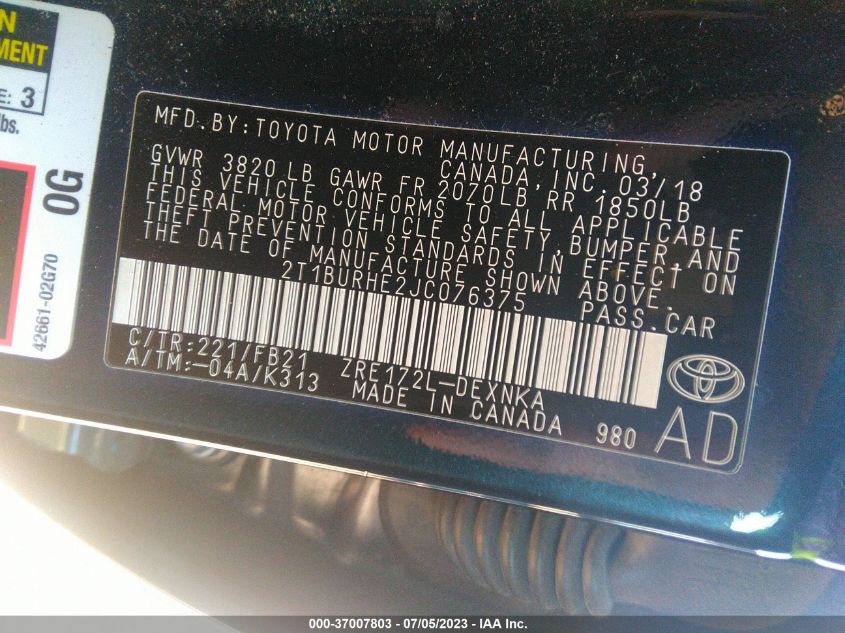 N
MENT
E: 3
lbs.
0G
42661-02G70
MFD.BY:TOYOTA MOTOR MANUFACTURING,
CANADA, INC. 03/18
GVWR 3820 LB GAWR FR 2070LB RR 1850LB
THIS VEHICLE CONFORMS TO ALL APPLICABLE
FEDERAL MOTOR VEHICLE SAFETY,BUMPER,AND
THEFT PREVENTION STANDARDS IN EFFECT ON
THE DATE OF MANUFACTURE SHOWN ABOVE.
2T1BURHE2JC076375 PASS.CAR
C/TR:221/FB21 ZRE172L-DEXNKA
A/TM:-04A/K313 MADE IN CANADA 980 AD
000-37007803 / 07/05/2023 - IAA Inc.